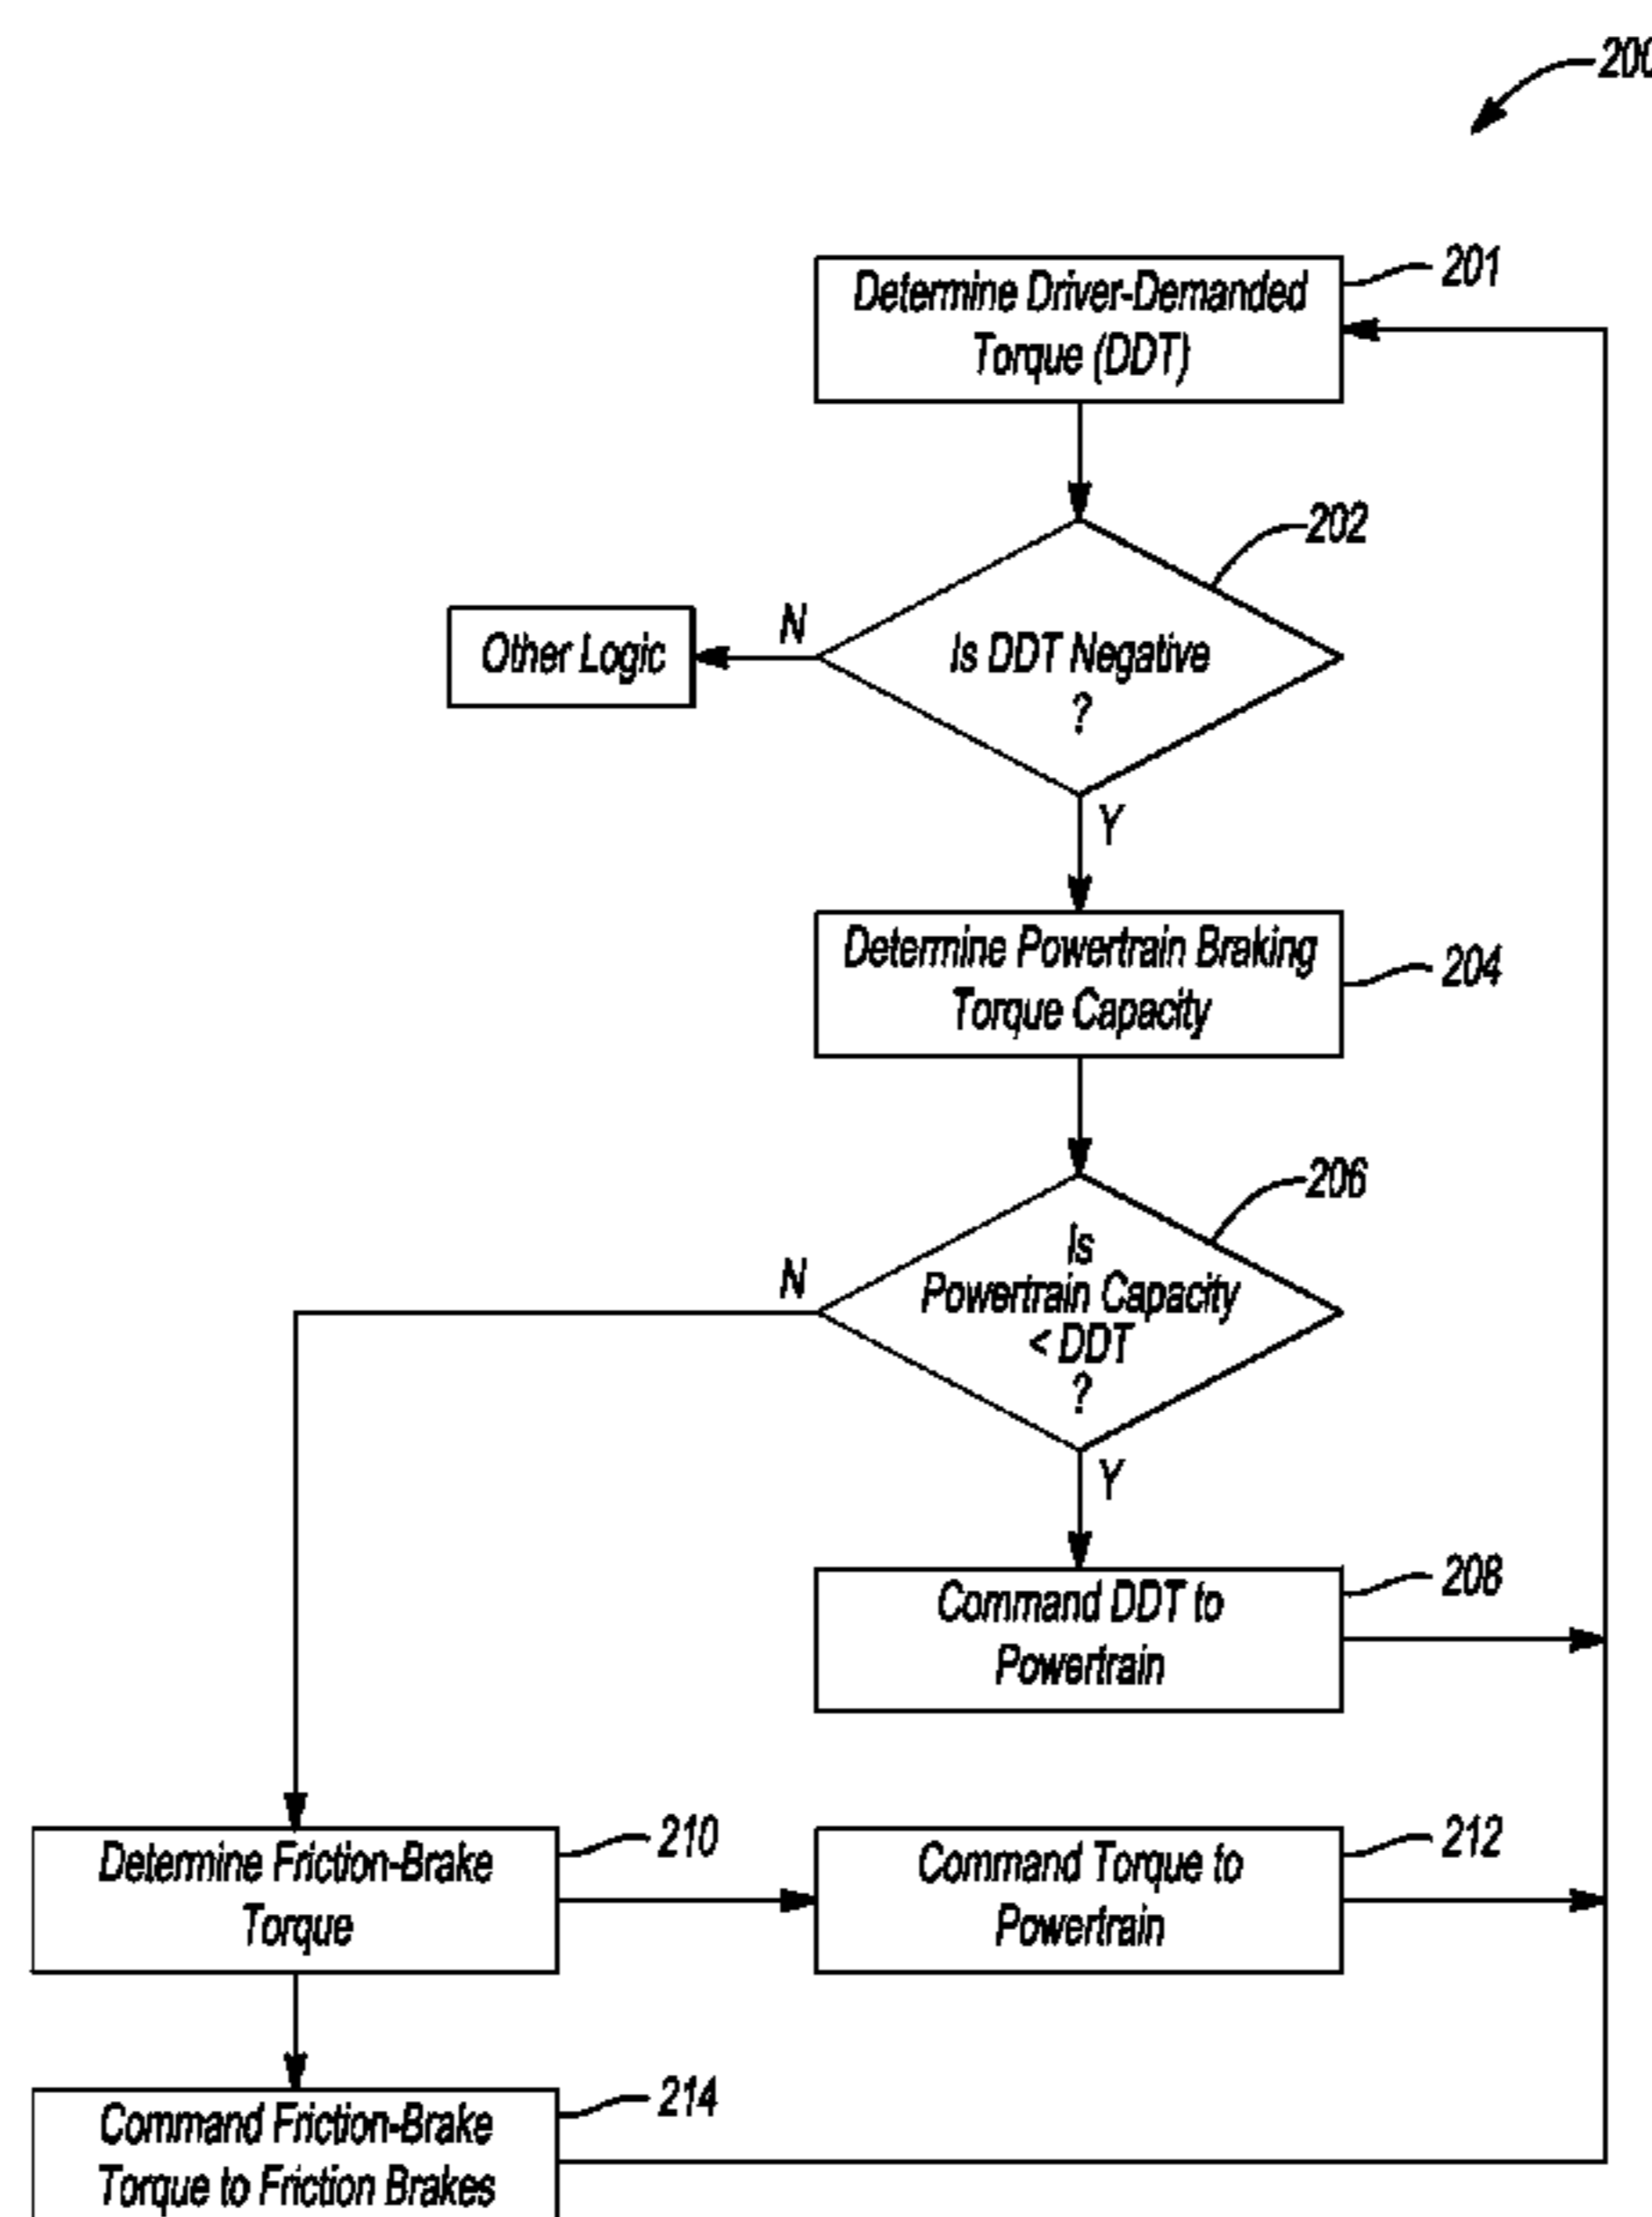 200
Determine Driver-Demanded
Torque (DDT)
201
202
Is DDT Negative
?
N
Other Logic
Y
Determine Powertrain Braking
Torque Capacity
204
206
Is
Powertrain Capacity
< DDT
?
N
Y
Command DDT to
Powertrain
208
Determine Friction-Brake
Torque
210
Command Torque to
Powertrain
212
Command Friction-Brake
Torque to Friction Brakes
214